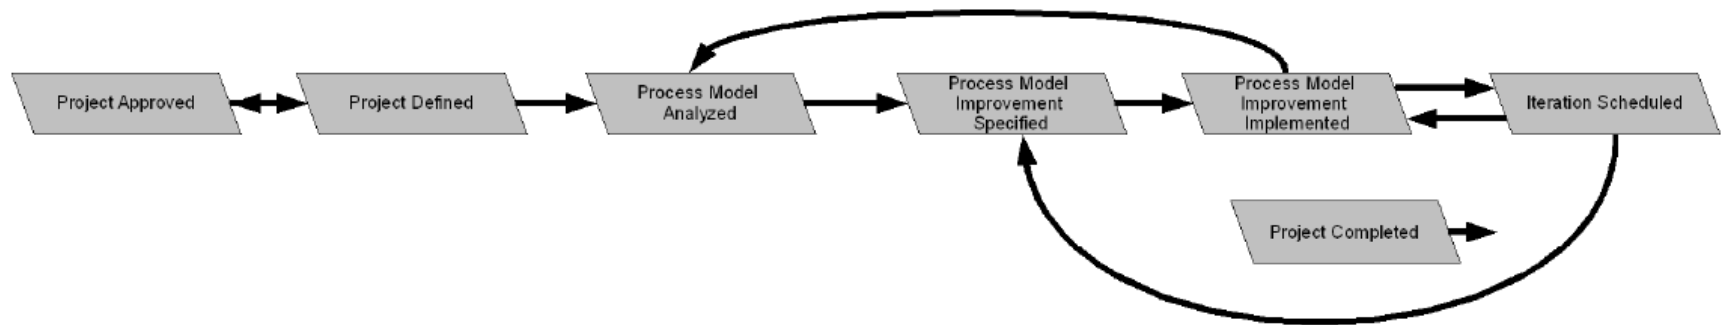 Project Approved
Project Defined
Process Model
Analyzed
Process Model
Improvement
Specified
Process Model
Improvement
Implemented
Iteration Scheduled
Project Completed